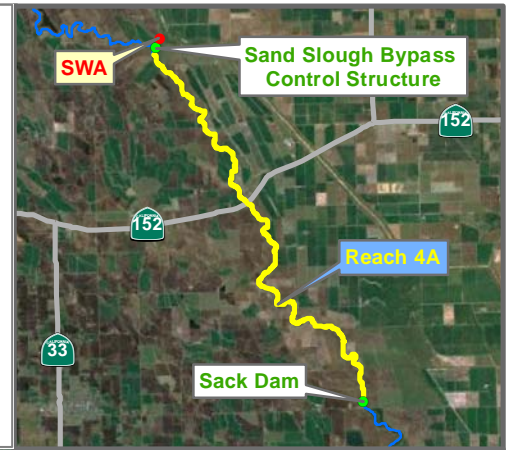 SWA
Sand Slough Bypass
Control Structure
152
152
Reach 4A
33
Sack Dam